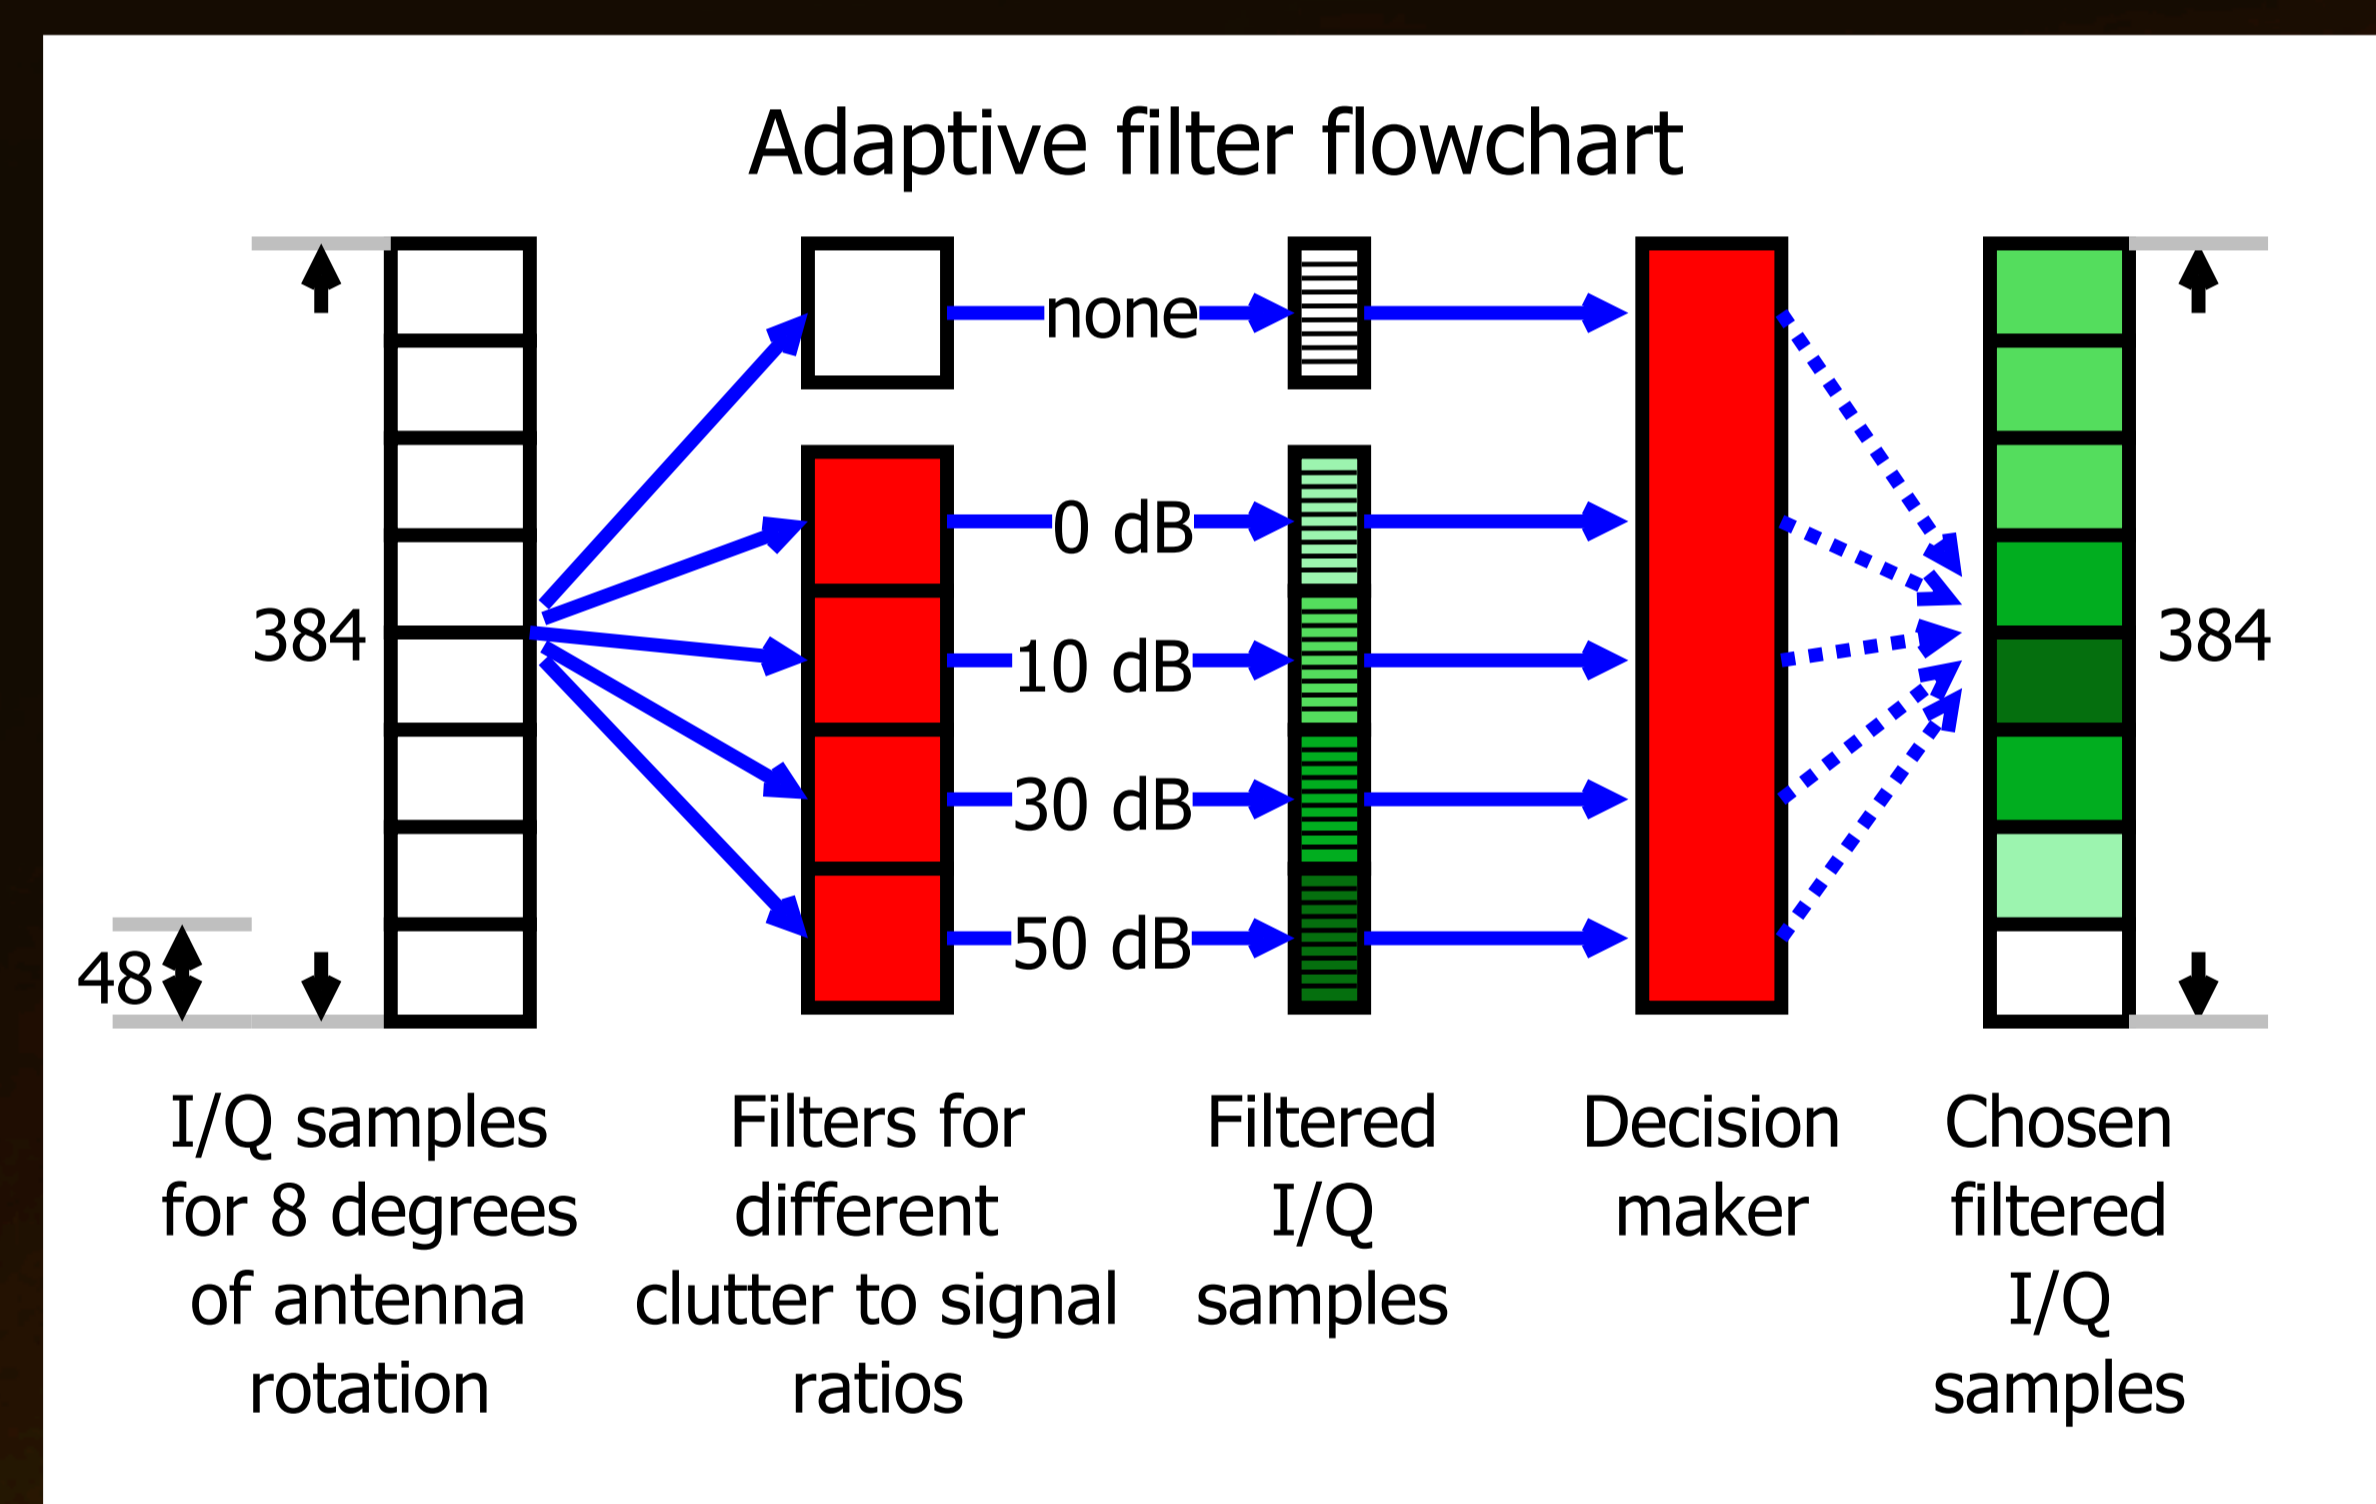 Adaptive filter flowchart
none
0 dB
384
10 dB
384
30 dB
50 dB
48
I/Q samples
for 8 degrees
of antenna
rotation
Filters for
different
clutter to signal
ratios
Filtered
I/Q
samples
Decision
maker
Chosen
filtered
I/Q
samples